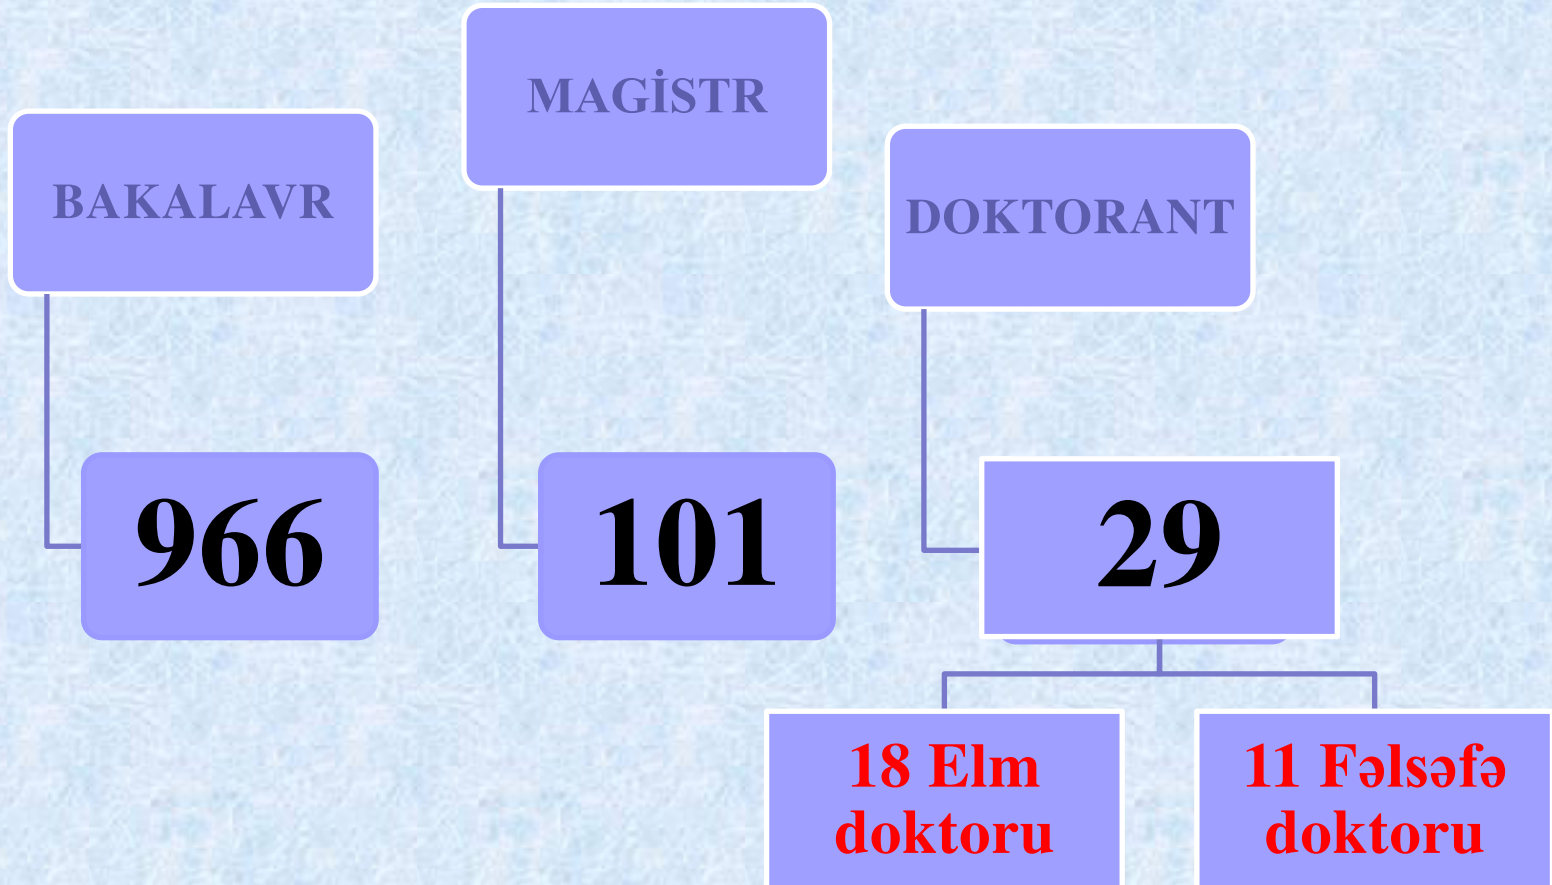 BAKALAVR
MAGİSTR
DOKTORANT
966
101
29
18 Elm
doktoru
11 Fəlsəfə
doktoru